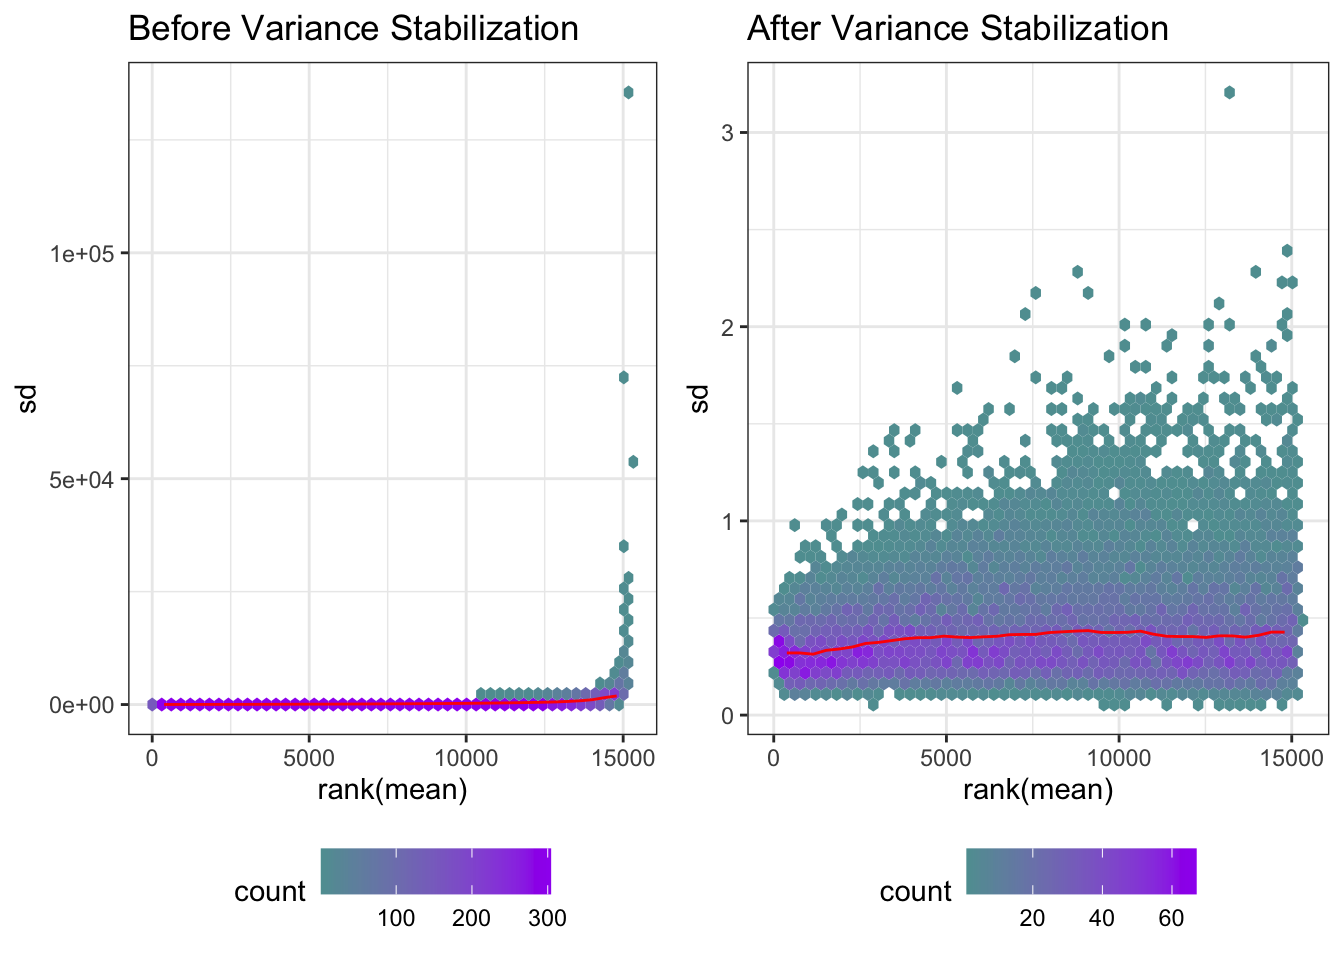 Before Variance Stabilization
After Variance Stabilization
sd
1e+05
5e+04
0e+00
0
5000
10000
15000
rank(mean)
count
100
200
300
sd
3
2
1
0
0
5000
10000
15000
rank(mean)
count
20
40
60